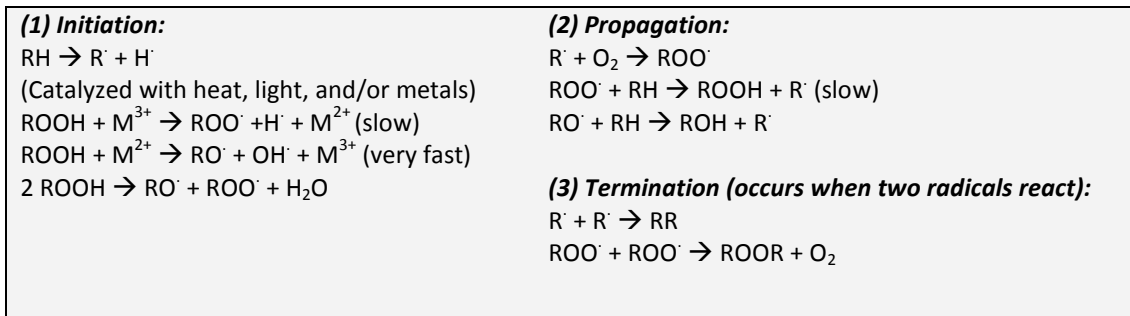 (1) Initiation:
RH → R˙ + H˙
(Catalyzed with heat, light, and/or metals)
ROOH + M³⁺ → ROO˙ +H˙ + M²⁺ (slow)
ROOH + M²⁺ → RO˙ + OH˙ + M³⁺ (very fast)
2 ROOH → RO˙ + ROO˙ + H₂O
(2) Propagation:
R˙ + O₂ → ROO˙
ROO˙ + RH → ROOH + R˙ (slow)
RO˙ + RH → ROH + R˙
(3) Termination (occurs when two radicals react):
R˙ + R˙ → RR
ROO˙ + ROO˙ → ROOR + O₂